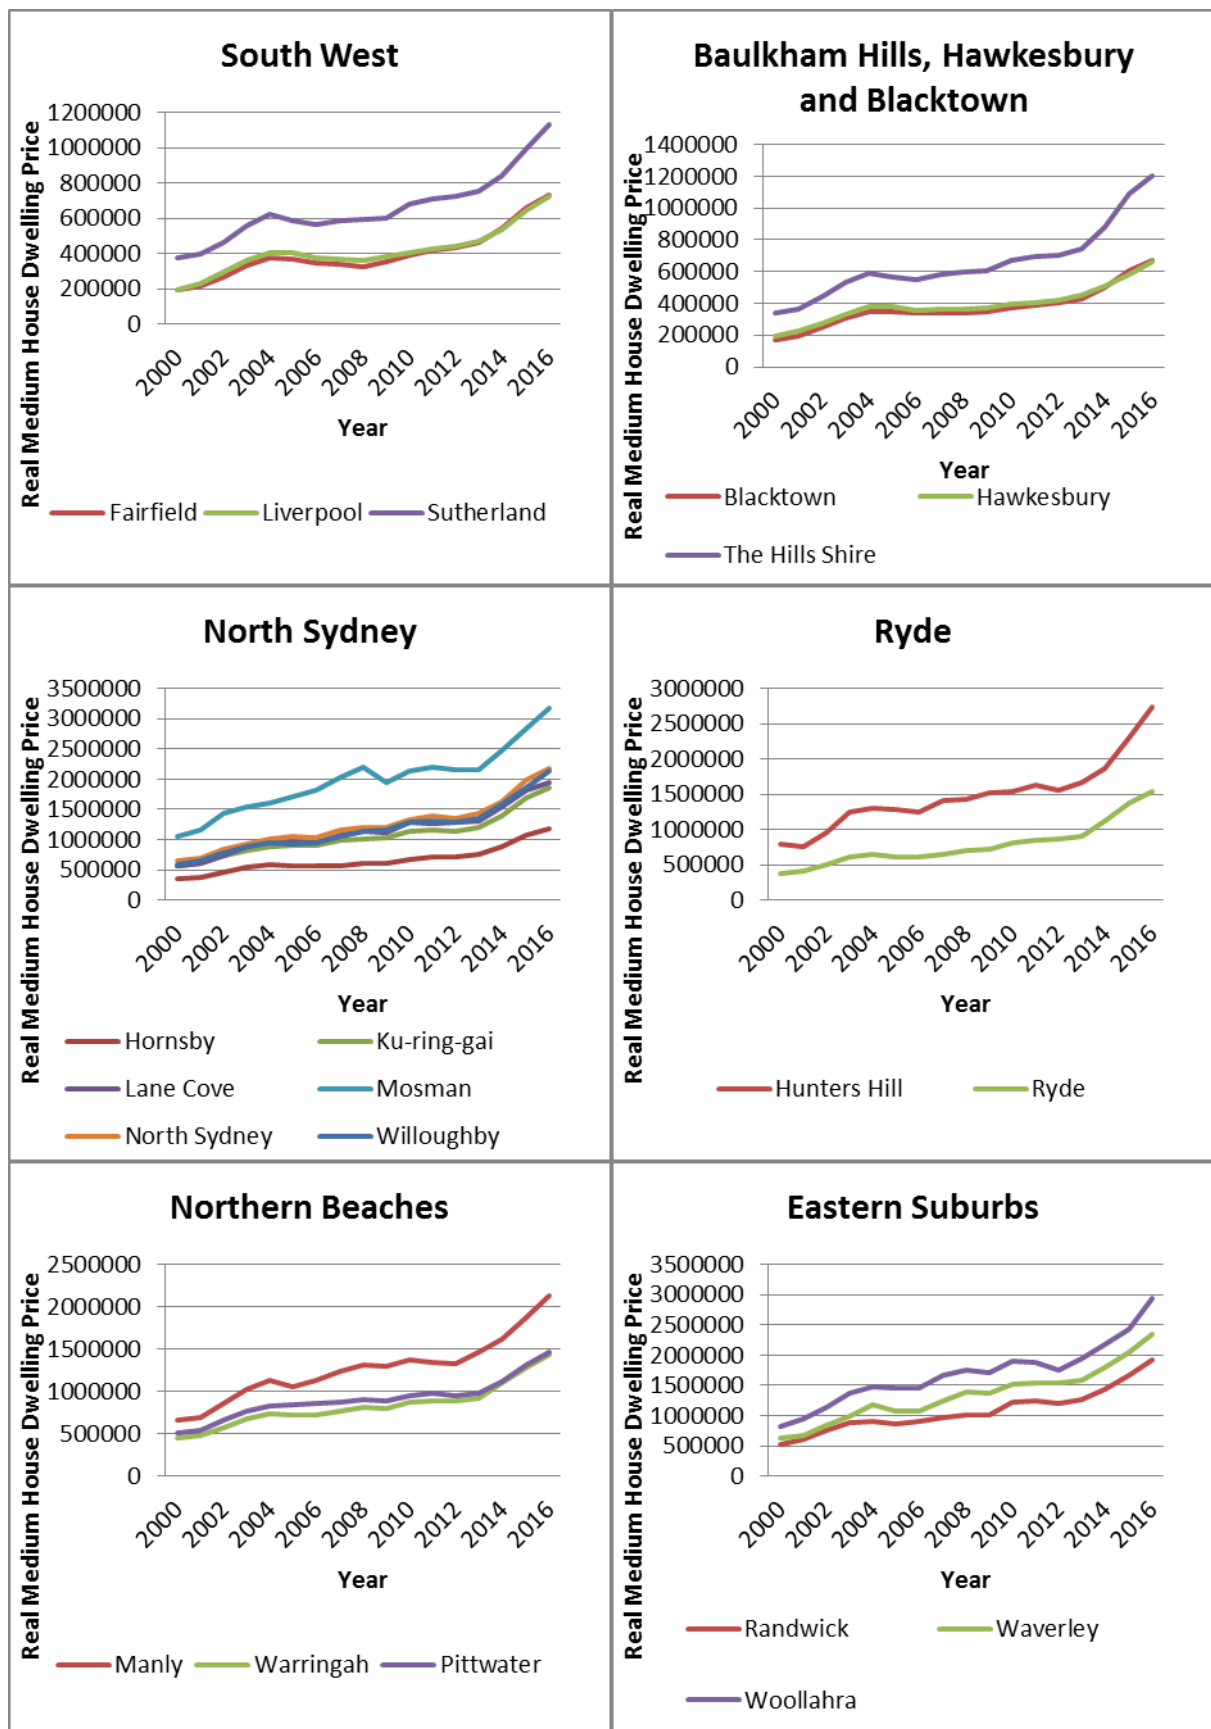 South West
Real Medium House Dwelling Price
1200000
1000000
800000
600000
400000
200000
0
2000
2002
2004
2006
2008
2010
2012
2014
2016
Year
Fairfield
Liverpool
Sutherland
Baulkham Hills, Hawkesbury
and Blacktown
Real Medium House Dwelling Price
1400000
1200000
1000000
800000
600000
400000
200000
0
2000
2002
2004
2006
2008
2010
2012
2014
2016
Year
Blacktown
Hawkesbury
The Hills Shire
North Sydney
Real Medium House Dwelling Price
3500000
3000000
2500000
2000000
1500000
1000000
500000
0
2000
2002
2004
2006
2008
2010
2012
2014
2016
Year
Hornsby
Ku-ring-gai
Lane Cove
Mosman
North Sydney
Willoughby
Ryde
Real Medium House Dwelling Price
3000000
2500000
2000000
1500000
1000000
500000
0
2000
2002
2004
2006
2008
2010
2012
2014
2016
Year
Hunters Hill
Ryde
Northern Beaches
Real Medium House Dwelling Price
2500000
2000000
1500000
1000000
500000
0
2000
2002
2004
2006
2008
2010
2012
2014
2016
Year
Manly
Warringah
Pittwater
Eastern Suburbs
Real Medium House Dwelling Price
3500000
3000000
2500000
2000000
1500000
1000000
500000
0
2000
2002
2004
2006
2008
2010
2012
2014
2016
Year
Randwick
Waverley
Woollahra